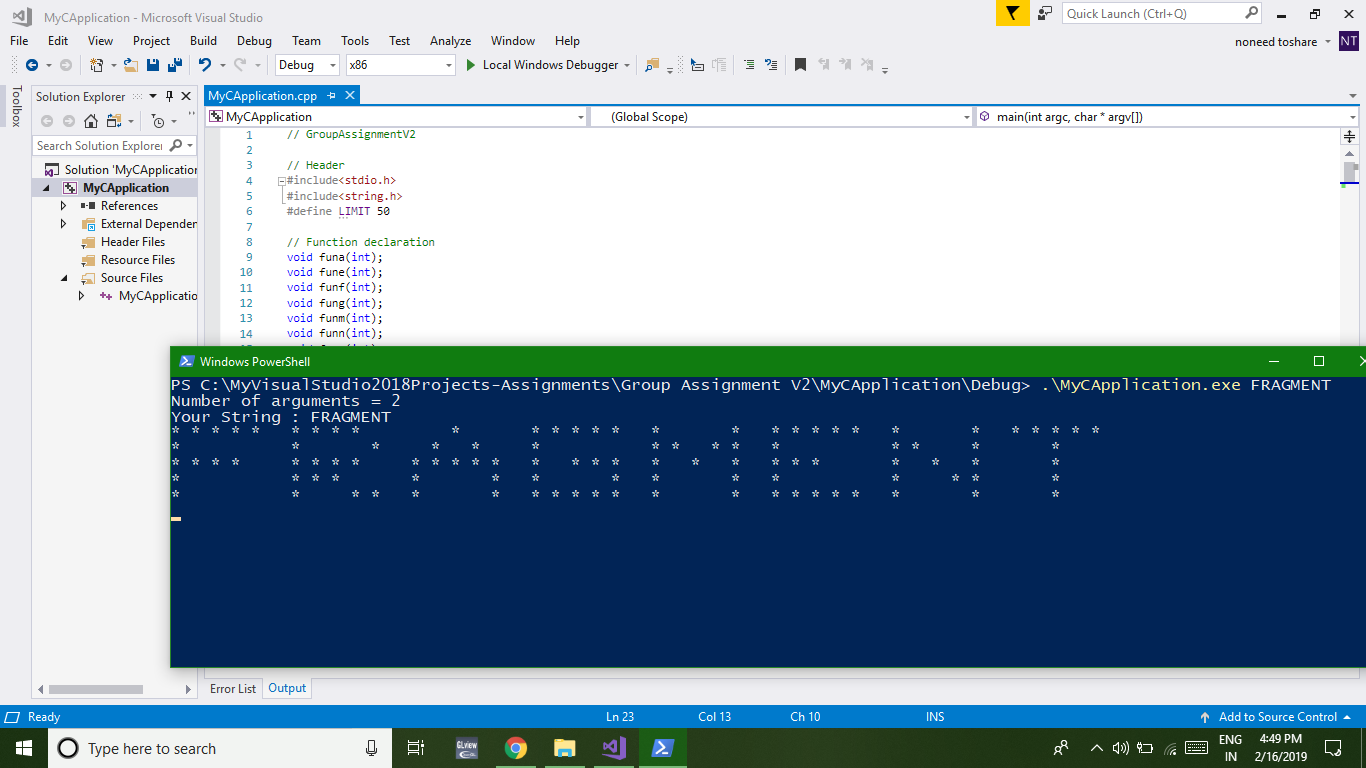 MyCApplication - Microsoft Visual Studio
Quick Launch (Ctrl+Q)
File Edit View Project Build Debug Team Tools Test Analyze Window Help
noneed toshare NT
Debug x86 Local Windows Debugger
Toolbox
Solution Explorer
Search Solution Explorer
Solution 'MyCApplication
MyCApplication
References
External Dependen
Header Files
Resource Files
Source Files
MyCApplicatio
MyCApplication.cpp
MyCApplication (Global Scope) main(int argc, char * argv[])
1 // GroupAssignmentV2
2
3 // Header
4 #include<stdio.h>
5 #include<string.h>
6 #define LIMIT 50
7
8 // Function declaration
9 void funa(int);
10 void fune(int);
11 void funf(int);
12 void fung(int);
13 void funm(int);
14 void funn(int);
Windows PowerShell
PS C:\MyVisualStudio2018Projects-Assignments\Group Assignment V2\MyCApplication\Debug> .\MyCApplication.exe FRAGMENT
Number of arguments = 2
Your String : FRAGMENT
FRAGMENT
Error List Output
Ready Ln 23 Col 13 Ch 10 INS Add to Source Control
Type here to search
GLview
ENG
IN
4:49 PM
2/16/2019